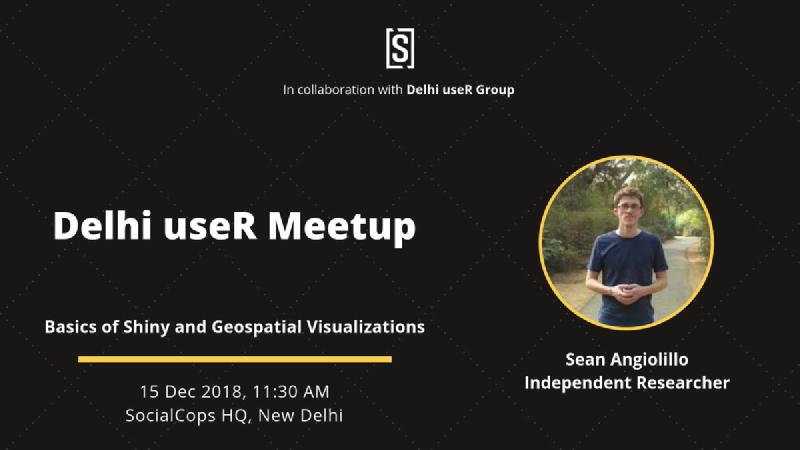 [S]
In collaboration with Delhi useR Group
Delhi useR Meetup
Basics of Shiny and Geospatial Visualizations
15 Dec 2018, 11:30 AM
SocialCops HQ, New Delhi
Sean Angiolillo
Independent Researcher